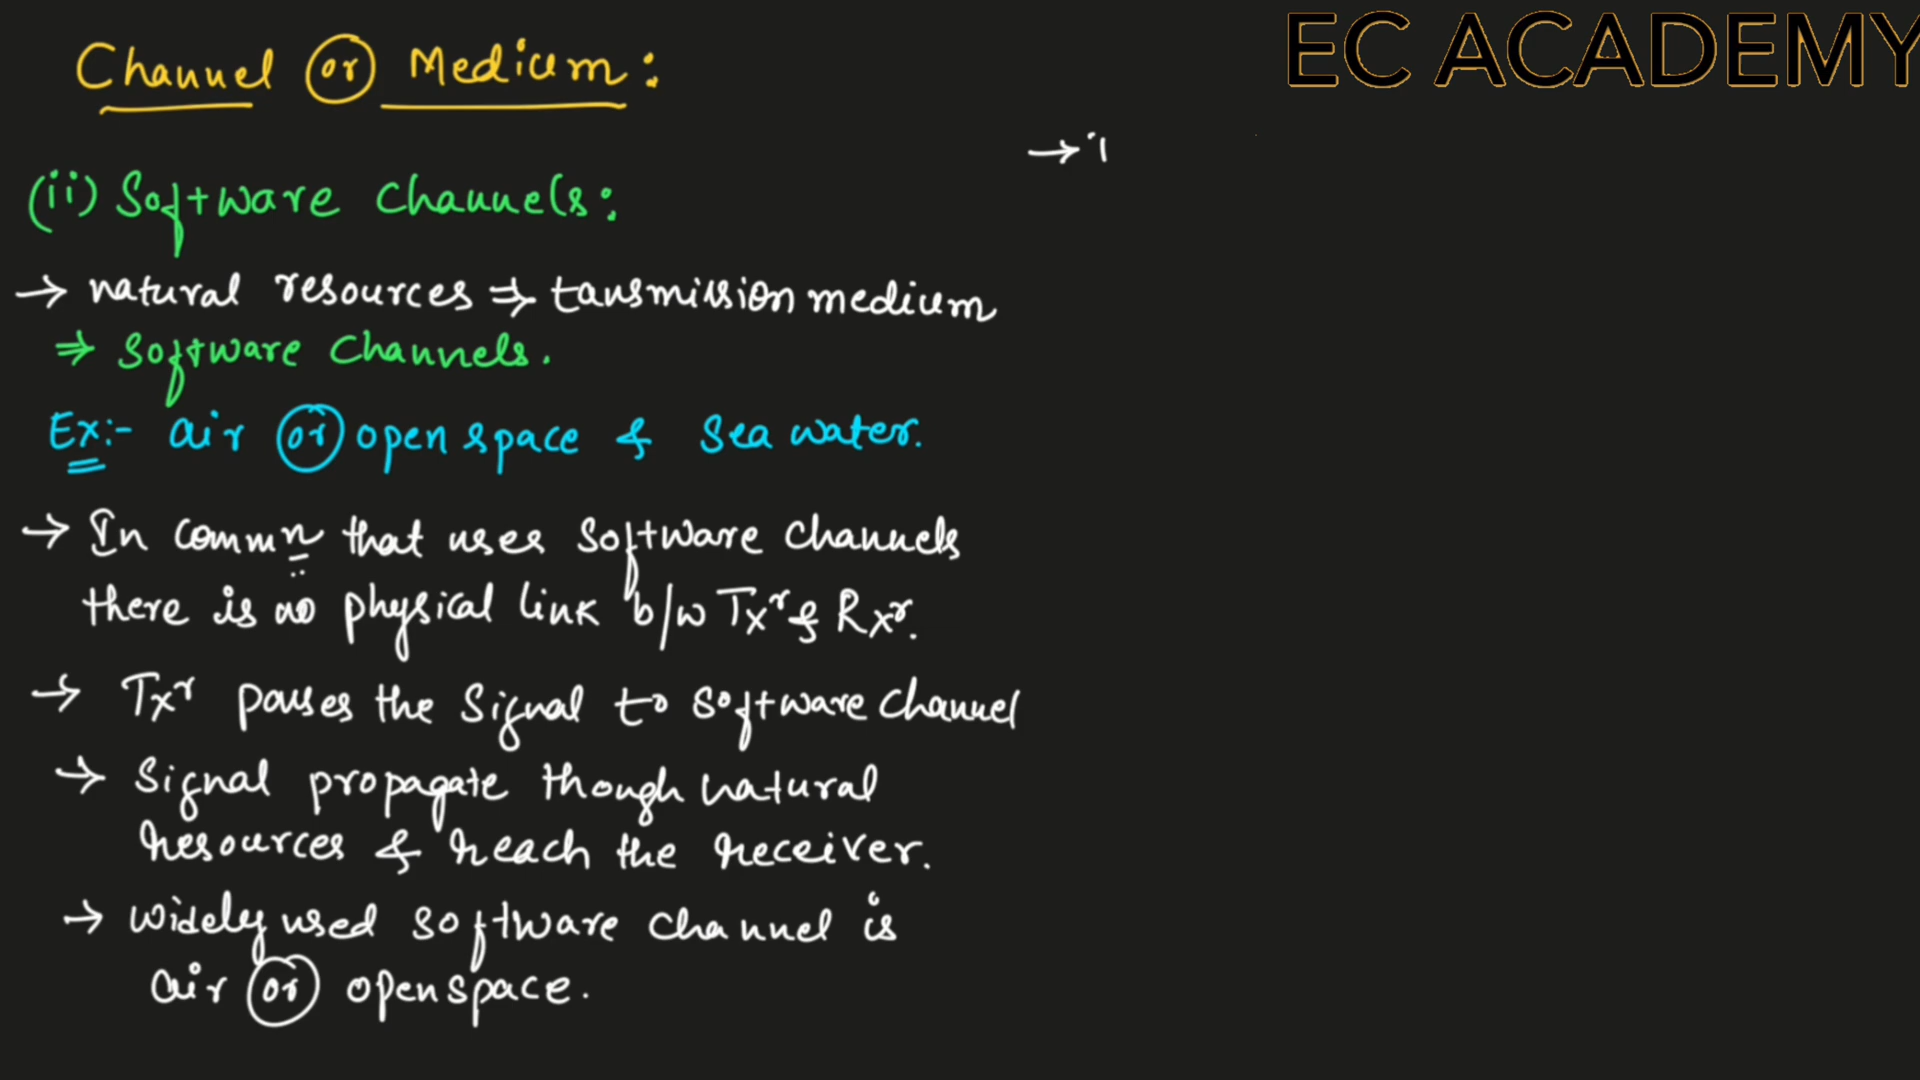 Channel or Medium:
EC ACADEMY
(ii) Software Channels:
→ natural resources ⇒ tansmission medium
⇒ Software Channels.
Ex:- air or open space & Sea water.
→ In commn that uses Software channels
there is no physical link b/w Txr & Rxr.
→ Txr passes the Signal to Software Channel
→ Signal propagate though natural
resources & reach the receiver.
→ widely used software channel is
air or open space.
→